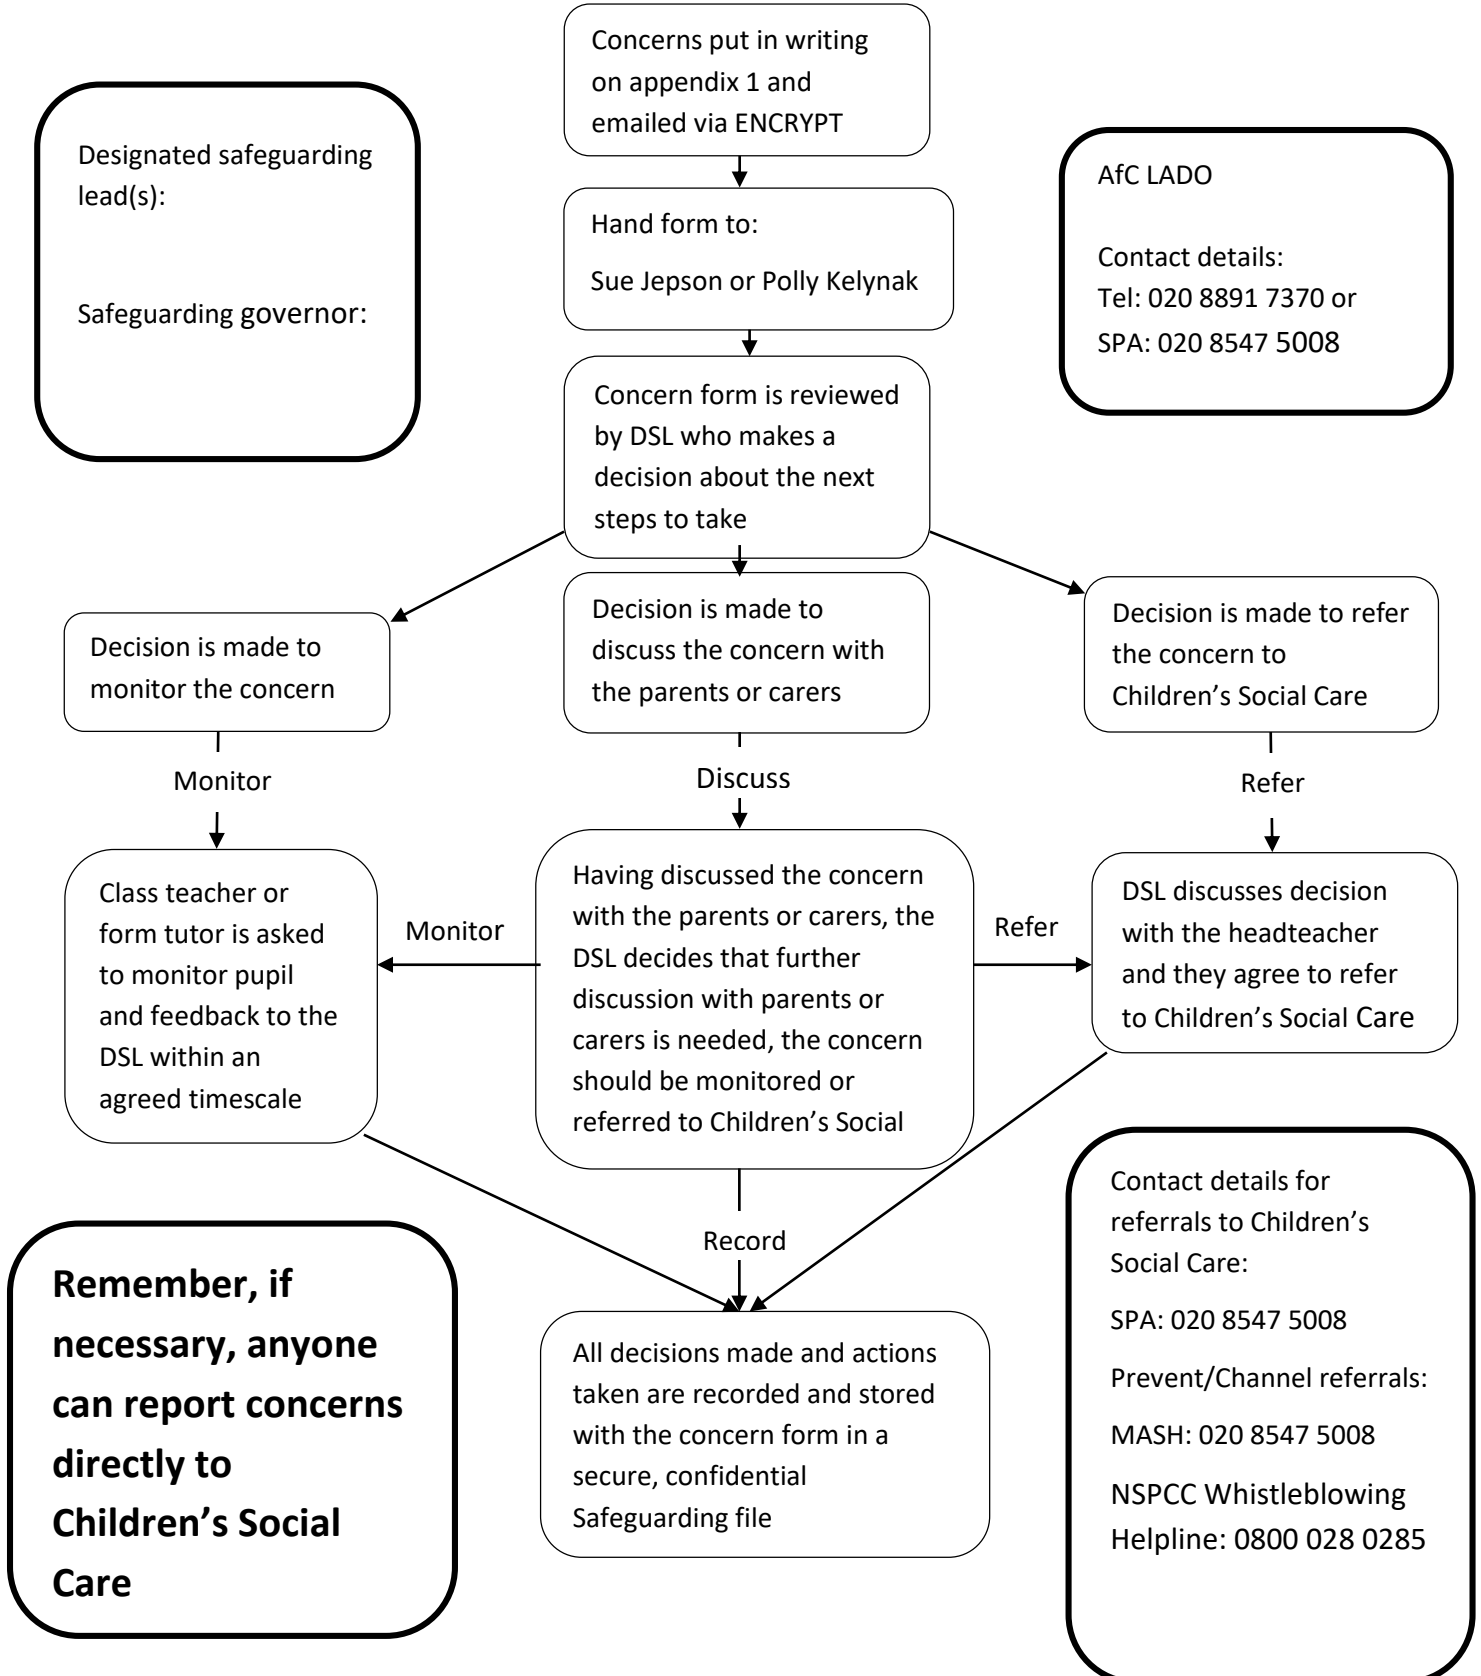 Concerns put in writing
on appendix 1 and
emailed via ENCRYPT
Designated safeguarding
lead(s):
Safeguarding governor:
AfC LADO
Contact details:
Tel: 020 8891 7370 or
SPA: 020 8547 5008
Hand form to:
Sue Jepson or Polly Kelynak
Concern form is reviewed
by DSL who makes a
decision about the next
steps to take
Decision is made to
monitor the concern
Decision is made to
discuss the concern with
the parents or carers
Decision is made to refer
the concern to
Children’s Social Care
Monitor
Discuss
Refer
Class teacher or
form tutor is asked
to monitor pupil
and feedback to the
DSL within an
agreed timescale
Monitor
Having discussed the concern
with the parents or carers, the
DSL decides that further
discussion with parents or
carers is needed, the concern
should be monitored or
referred to Children’s Social
Refer
DSL discusses decision
with the headteacher
and they agree to refer
to Children’s Social Care
Record
Remember, if
necessary, anyone
can report concerns
directly to
Children’s Social
Care
All decisions made and actions
taken are recorded and stored
with the concern form in a
secure, confidential
Safeguarding file
Contact details for
referrals to Children’s
Social Care:
SPA: 020 8547 5008
Prevent/Channel referrals:
MASH: 020 8547 5008
NSPCC Whistleblowing
Helpline: 0800 028 0285